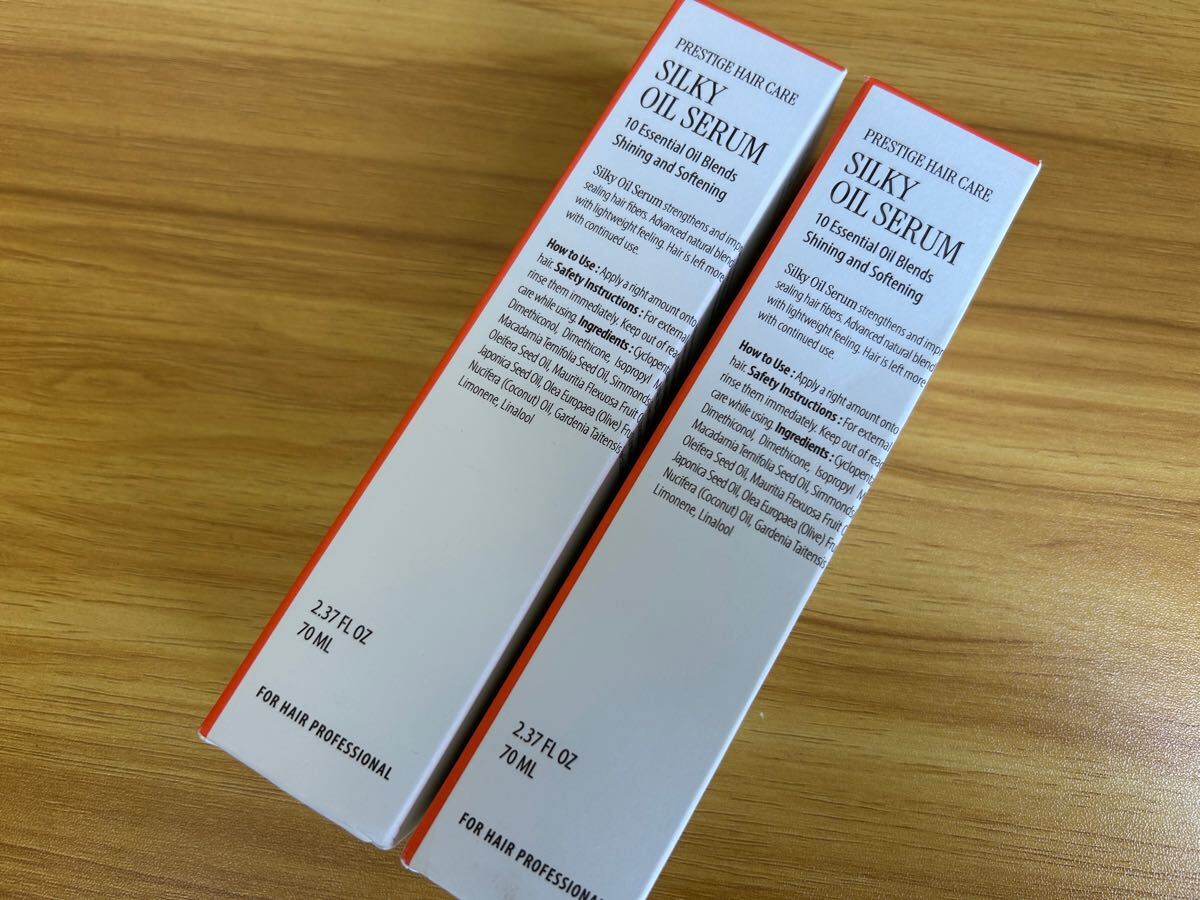 PRESTIGE HAIR CARE
SILKY
OIL SERUM
10 Essential Oil Blends
Shining and Softening
Silky Oil Serum strengthens and
sealing hair fibers. Advanced natural blend
with lightweight feeling. Hair is left more
with continued use.
How to Use : Apply a right amount onto
hair. Safety Instructions : For external
rinse them immediately. Keep out of
care while using. Ingredients :
Dimethiconol, Dimethicone, Isopropyl
Macadamia Ternifolia Seed Oil,
Oleifera Seed Oil, Mauritia Flexuosa Fruit
Japonica Seed Oil, Olea Europaea (Olive)
Nucifera (Coconut) Oil, Gardenia Taitensis
Limonene, Linalool
2.37 FL OZ
70 ML
FOR HAIR PROFESSIONAL
PRESTIGE HAIR CARE
SILKY
OIL SERUM
10 Essential Oil Blends
Shining and Softening
Silky Oil Serum strengthens and
sealing hair fibers. Advanced natural blend
with lightweight feeling. Hair is left more
with continued use.
How to Use : Apply a right amount onto
hair. Safety Instructions : For external
rinse them immediately. Keep out of
care while using. Ingredients :
Dimethiconol, Dimethicone, Isopropyl
Macadamia Ternifolia Seed Oil,
Oleifera Seed Oil, Mauritia Flexuosa Fruit
Japonica Seed Oil, Olea Europaea (Olive)
Nucifera (Coconut) Oil, Gardenia Taitensis
Limonene, Linalool
2.37 FL OZ
70 ML
FOR HAIR PROFESSIONAL